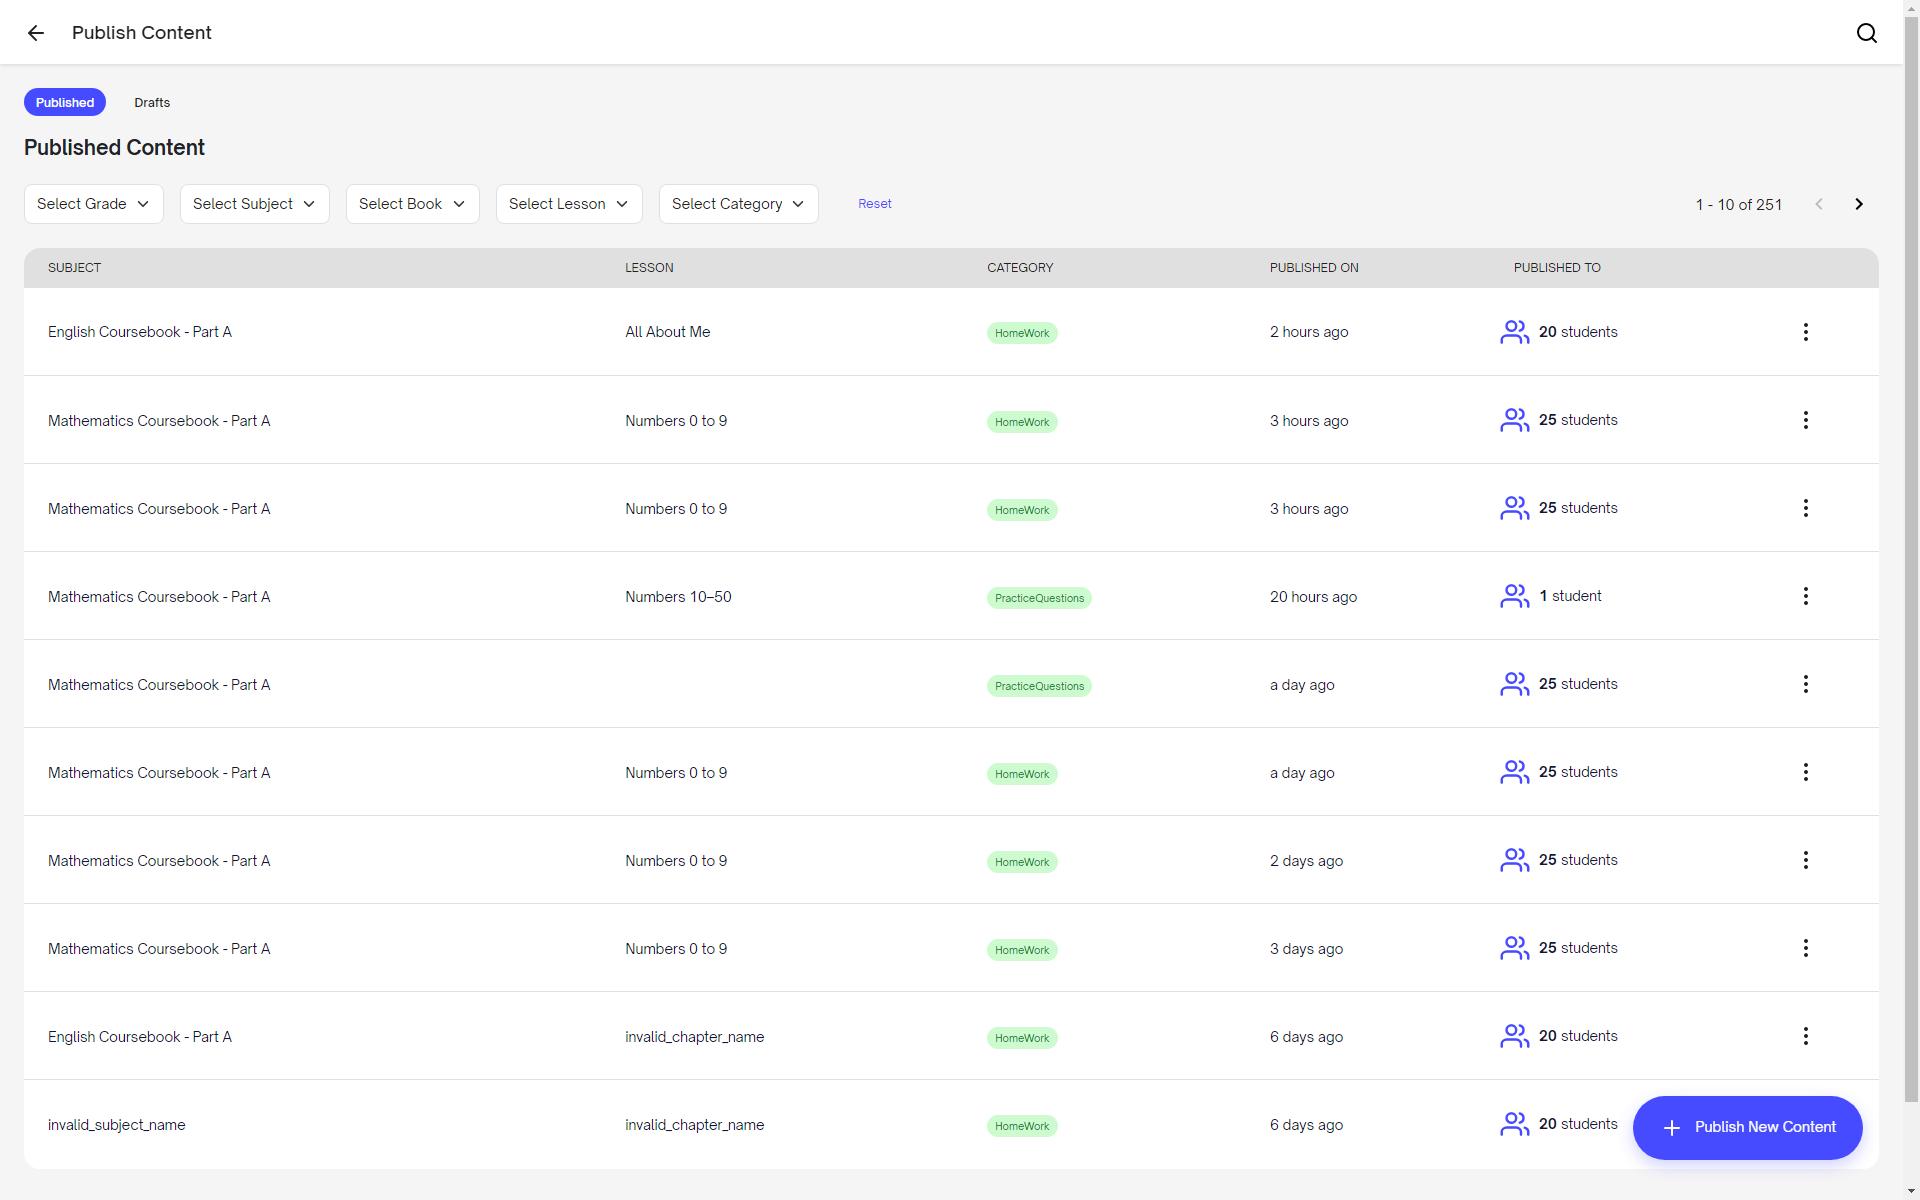 Publish Content
Published Drafts
Published Content
Select Grade Select Subject Select Book Select Lesson Select Category Reset 1 - 10 of 251
SUBJECT LESSON CATEGORY PUBLISHED ON PUBLISHED TO
English Coursebook - Part A All About Me HomeWork 2 hours ago 20 students
Mathematics Coursebook - Part A Numbers 0 to 9 HomeWork 3 hours ago 25 students
Mathematics Coursebook - Part A Numbers 0 to 9 HomeWork 3 hours ago 25 students
Mathematics Coursebook - Part A Numbers 10–50 PracticeQuestions 20 hours ago 1 student
Mathematics Coursebook - Part A PracticeQuestions a day ago 25 students
Mathematics Coursebook - Part A Numbers 0 to 9 HomeWork a day ago 25 students
Mathematics Coursebook - Part A Numbers 0 to 9 HomeWork 2 days ago 25 students
Mathematics Coursebook - Part A Numbers 0 to 9 HomeWork 3 days ago 25 students
English Coursebook - Part A invalid_chapter_name HomeWork 6 days ago 20 students
invalid_subject_name invalid_chapter_name HomeWork 6 days ago 20 students
Publish New Content